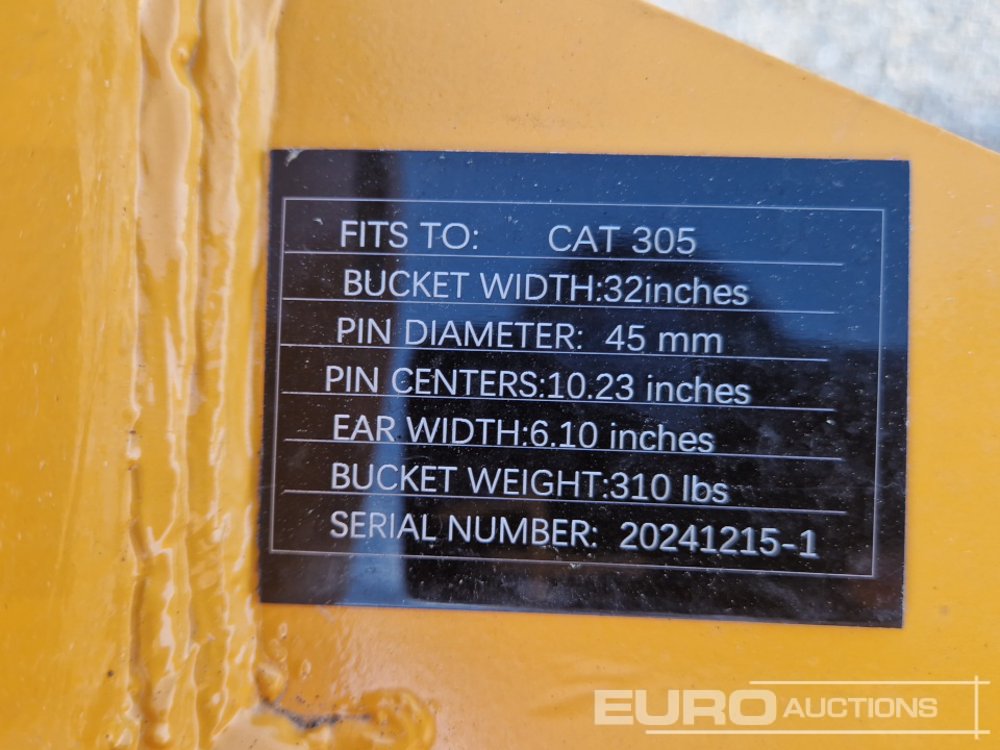 FITS TO: CAT 305
BUCKET WIDTH:32inches
PIN DIAMETER: 45 mm
PIN CENTERS:10.23 inches
EAR WIDTH:6.10 inches
BUCKET WEIGHT:310 lbs
SERIAL NUMBER: 20241215-1
EURO AUCTIONS